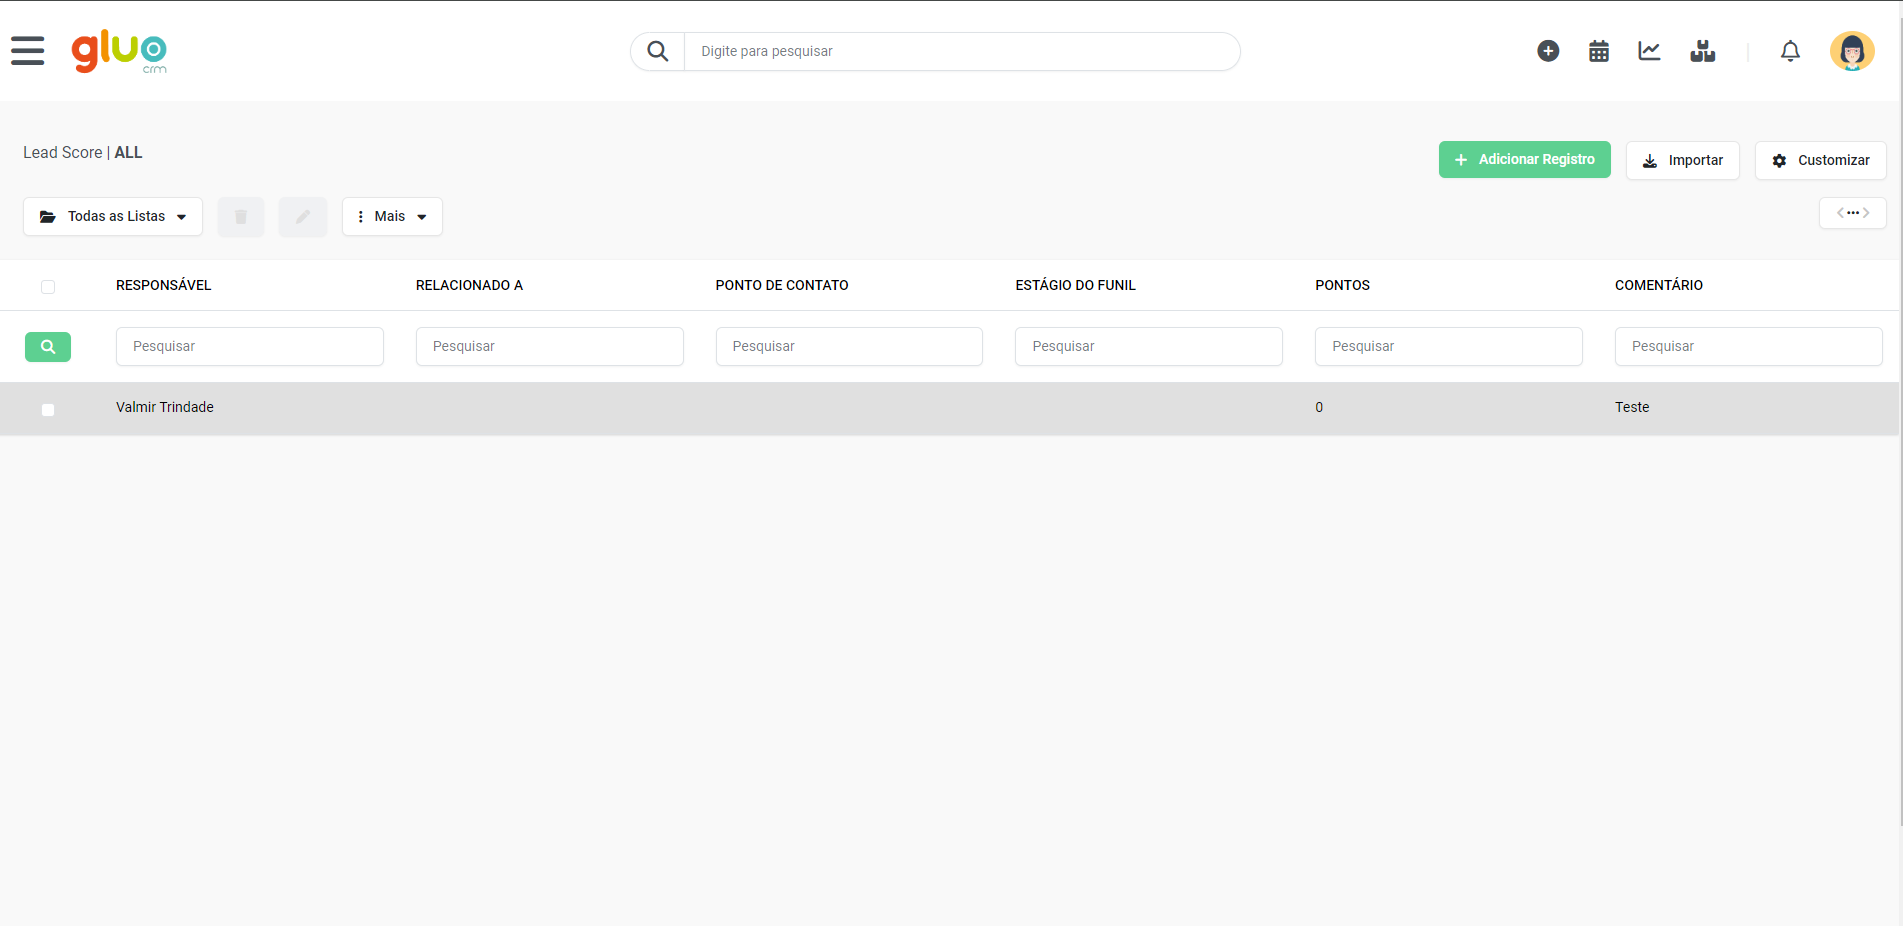 gluo
crm
Digite para pesquisar
Lead Score | ALL
Adicionar Registro
Importar
Customizar
Todas as Listas
Mais
RESPONSÁVEL RELACIONADO A PONTO DE CONTATO ESTÁGIO DO FUNIL PONTOS COMENTÁRIO
Pesquisar Pesquisar Pesquisar Pesquisar Pesquisar Pesquisar
Valmir Trindade 0 Teste